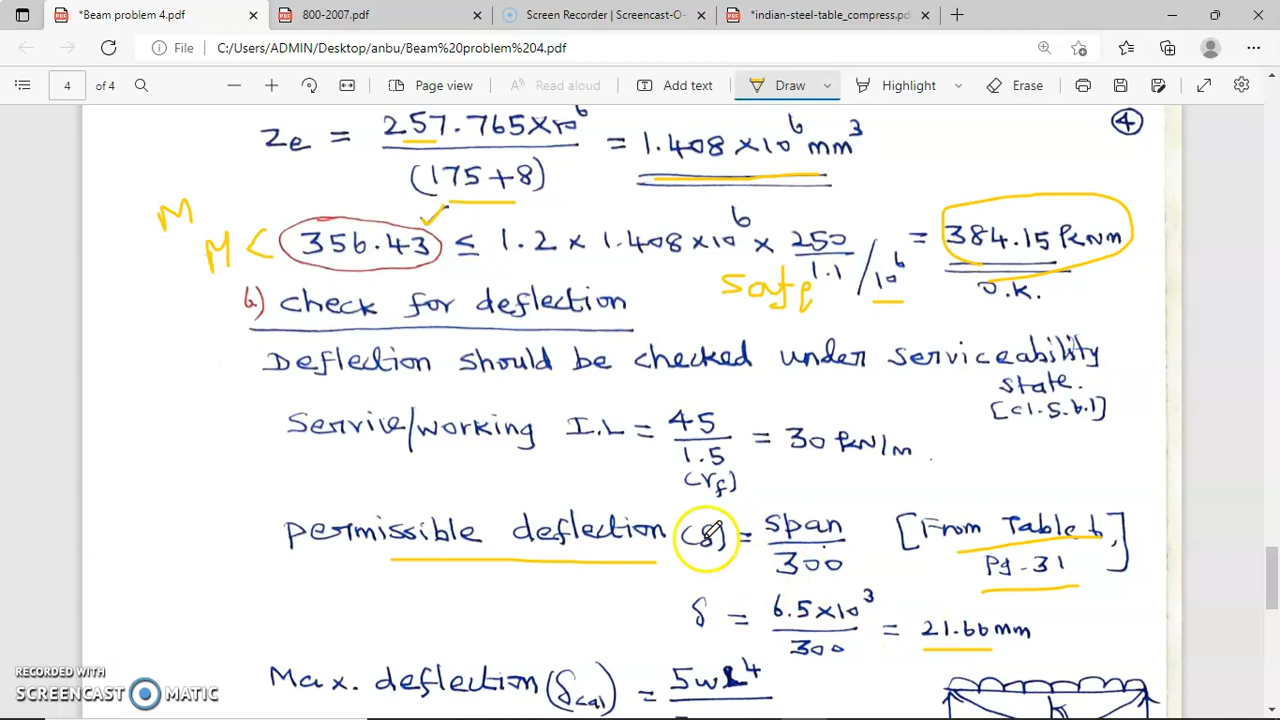 *Beam problem 4.pdf
800-2007.pdf
Screen Recorder | Screencast-O-
*indian-steel-table_compress.pd
File
C:/Users/ADMIN/Desktop/anbu/Beam%20problem%204.pdf
4 of 4
Page view
Read aloud
Add text
Draw
Highlight
Erase
4
Ze = 257.765×10^6 / (175+8) = 1.408×10^6 mm^3
M
M < 356.43 ≤ 1.2 × 1.408×10^6 × 250/1.1 /10^6 = 384.15 kNm
Safe
O.K.
b) check for deflection
Deflection should be checked under serviceability
state.
[cl.5.6.1]
Service/working I.L = 45/1.5 = 30 kN/m.
(rf)
permissible deflection (δ) = span/300 [From Table 6,
Pg-31]
δ = 6.5×10^3/300 = 21.66mm
Max. deflection (δcal) = 5wL^4
RECORDED WITH
SCREENCAST MATIC